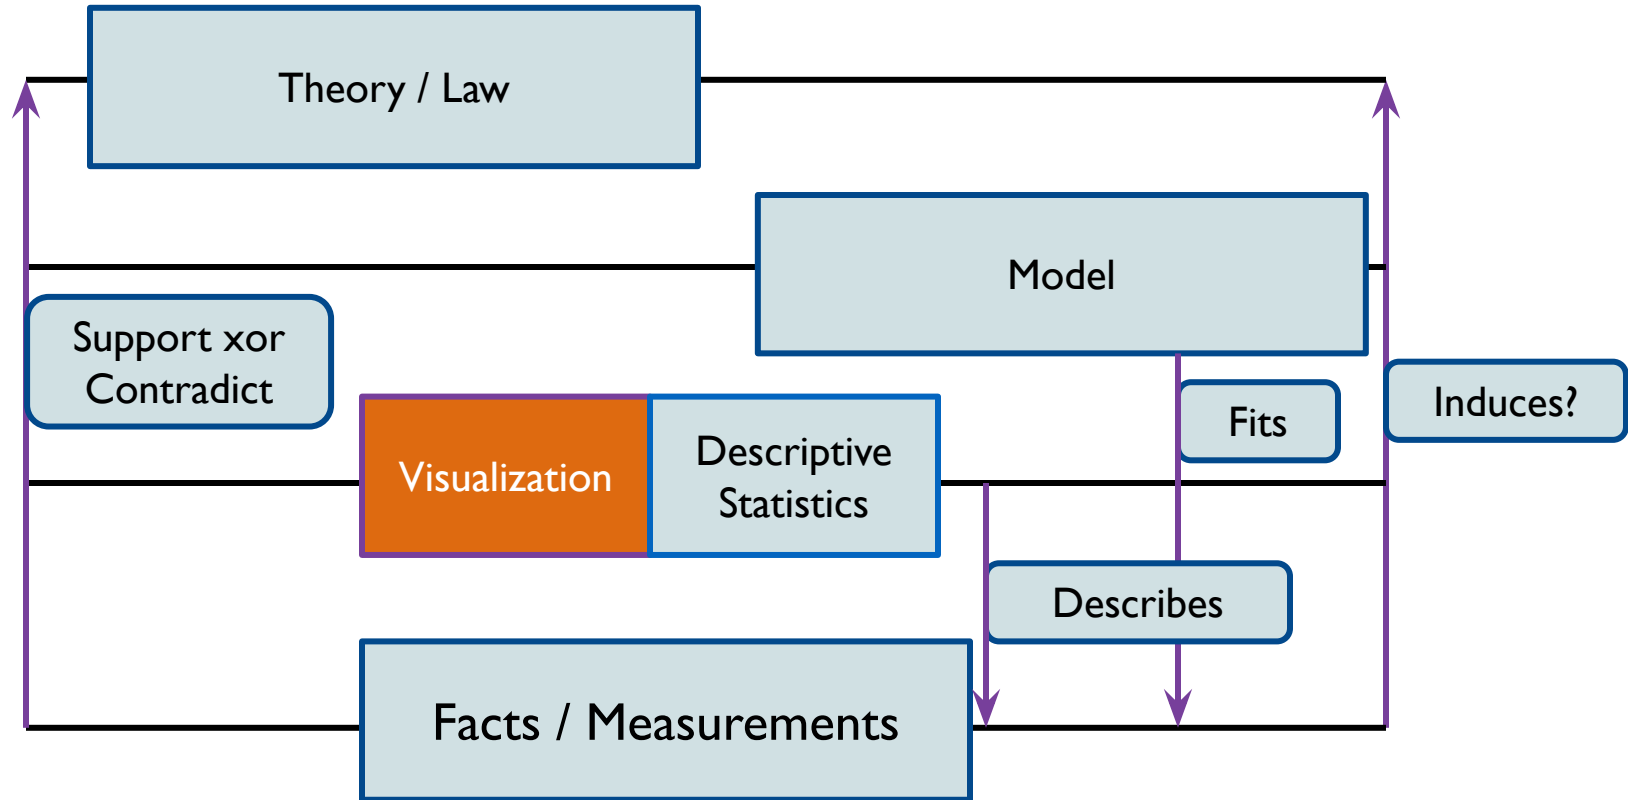 Theory / Law
Model
Support xor
Contradict
Induces?
Fits
Visualization
Descriptive
Statistics
Describes
Facts / Measurements